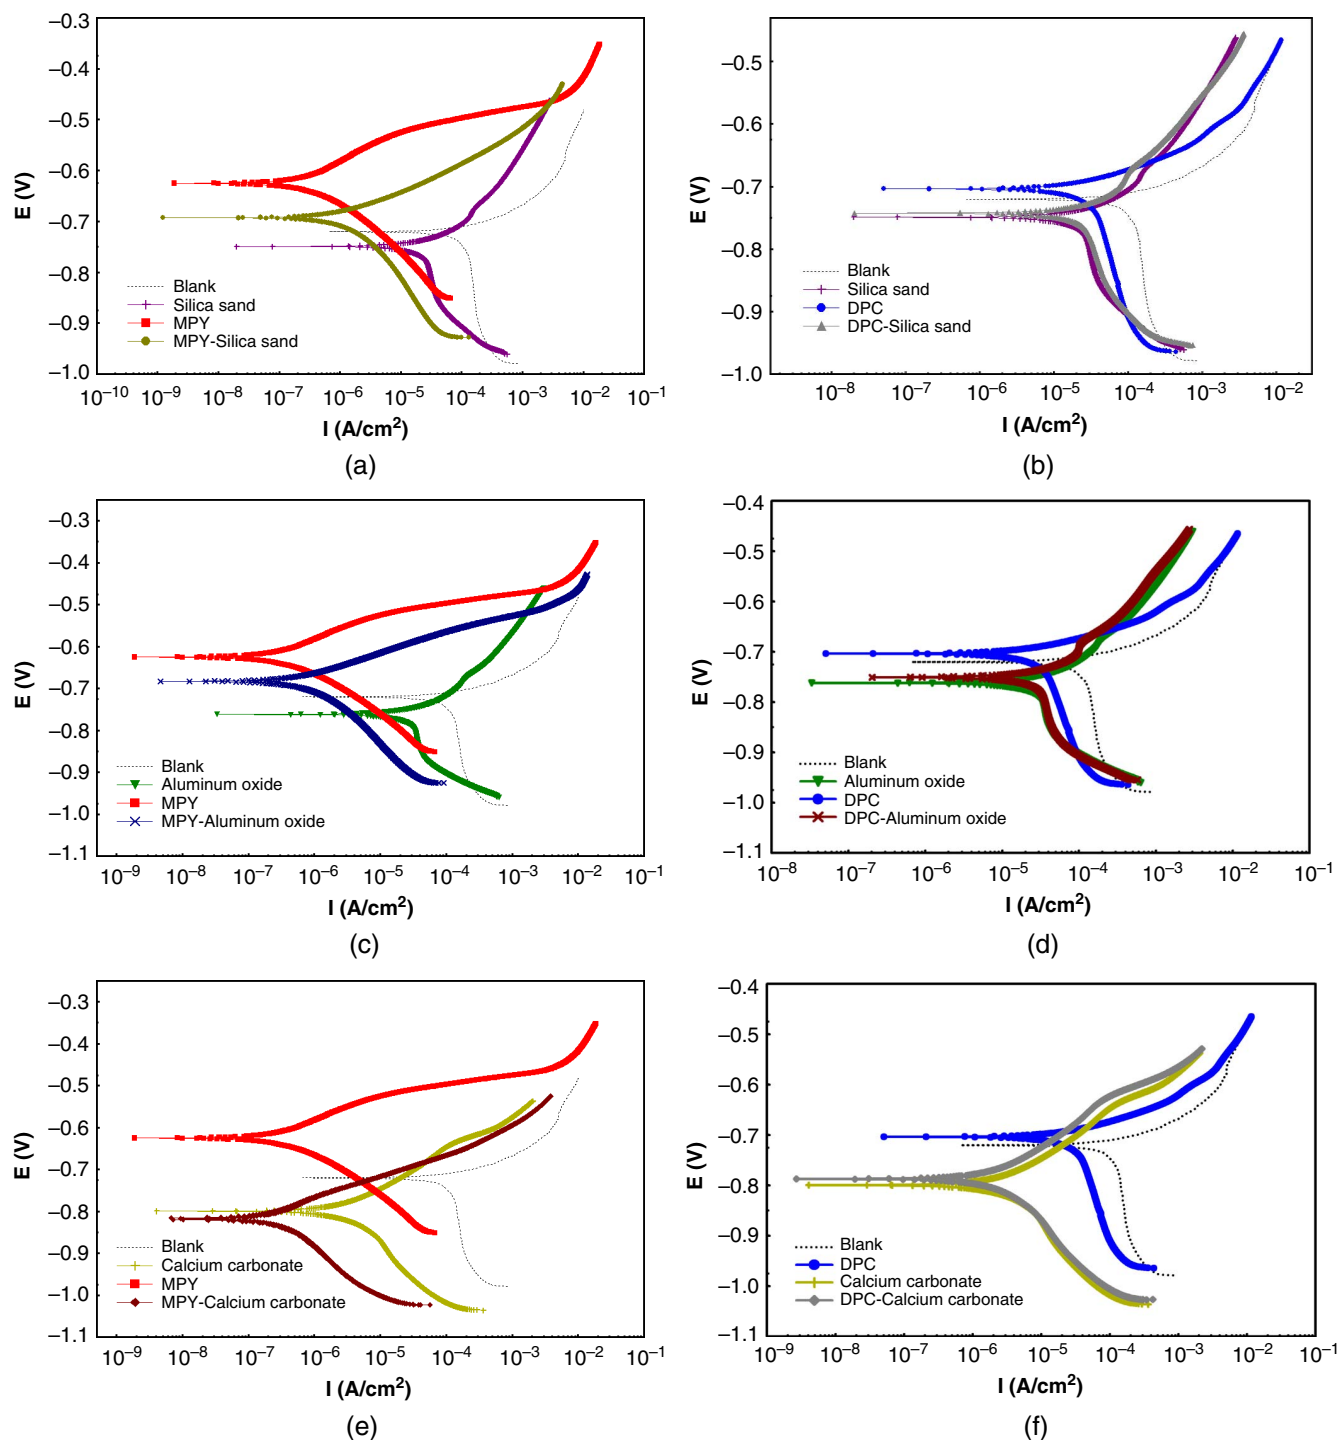 −0.3
−0.4
−0.5
−0.6
−0.7
−0.8
−0.9
−1.0
E (V)
Blank
Silica sand
MPY
MPY-Silica sand
10⁻¹⁰ 10⁻⁹ 10⁻⁸ 10⁻⁷ 10⁻⁶ 10⁻⁵ 10⁻⁴ 10⁻³ 10⁻² 10⁻¹
I (A/cm²)
(a)
−0.5
−0.6
−0.7
−0.8
−0.9
−1.0
E (V)
Blank
Silica sand
DPC
DPC-Silica sand
10⁻⁸ 10⁻⁷ 10⁻⁶ 10⁻⁵ 10⁻⁴ 10⁻³ 10⁻²
I (A/cm²)
(b)
−0.3
−0.4
−0.5
−0.6
−0.7
−0.8
−0.9
−1.0
−1.1
E (V)
Blank
Aluminum oxide
MPY
MPY-Aluminum oxide
10⁻⁹ 10⁻⁸ 10⁻⁷ 10⁻⁶ 10⁻⁵ 10⁻⁴ 10⁻³ 10⁻² 10⁻¹
I (A/cm²)
(c)
−0.4
−0.5
−0.6
−0.7
−0.8
−0.9
−1.0
−1.1
E (V)
Blank
Aluminum oxide
DPC
DPC-Aluminum oxide
10⁻⁸ 10⁻⁷ 10⁻⁶ 10⁻⁵ 10⁻⁴ 10⁻³ 10⁻² 10⁻¹
I (A/cm²)
(d)
−0.3
−0.4
−0.5
−0.6
−0.7
−0.8
−0.9
−1.0
−1.1
E (V)
Blank
Calcium carbonate
MPY
MPY-Calcium carbonate
10⁻⁹ 10⁻⁸ 10⁻⁷ 10⁻⁶ 10⁻⁵ 10⁻⁴ 10⁻³ 10⁻² 10⁻¹
I (A/cm²)
(e)
−0.4
−0.5
−0.6
−0.7
−0.8
−0.9
−1.0
−1.1
E (V)
Blank
DPC
Calcium carbonate
DPC-Calcium carbonate
10⁻⁹ 10⁻⁸ 10⁻⁷ 10⁻⁶ 10⁻⁵ 10⁻⁴ 10⁻³ 10⁻² 10⁻¹
I (A/cm²)
(f)